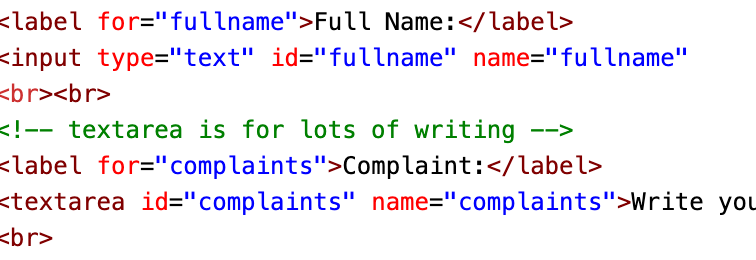 <label for="fullname">Full Name:</label>
<input type="text" id="fullname" name="fullname"
<br><br>
<!-- textarea is for lots of writing -->
<label for="complaints">Complaint:</label>
<textarea id="complaints" name="complaints">Write you
<br>